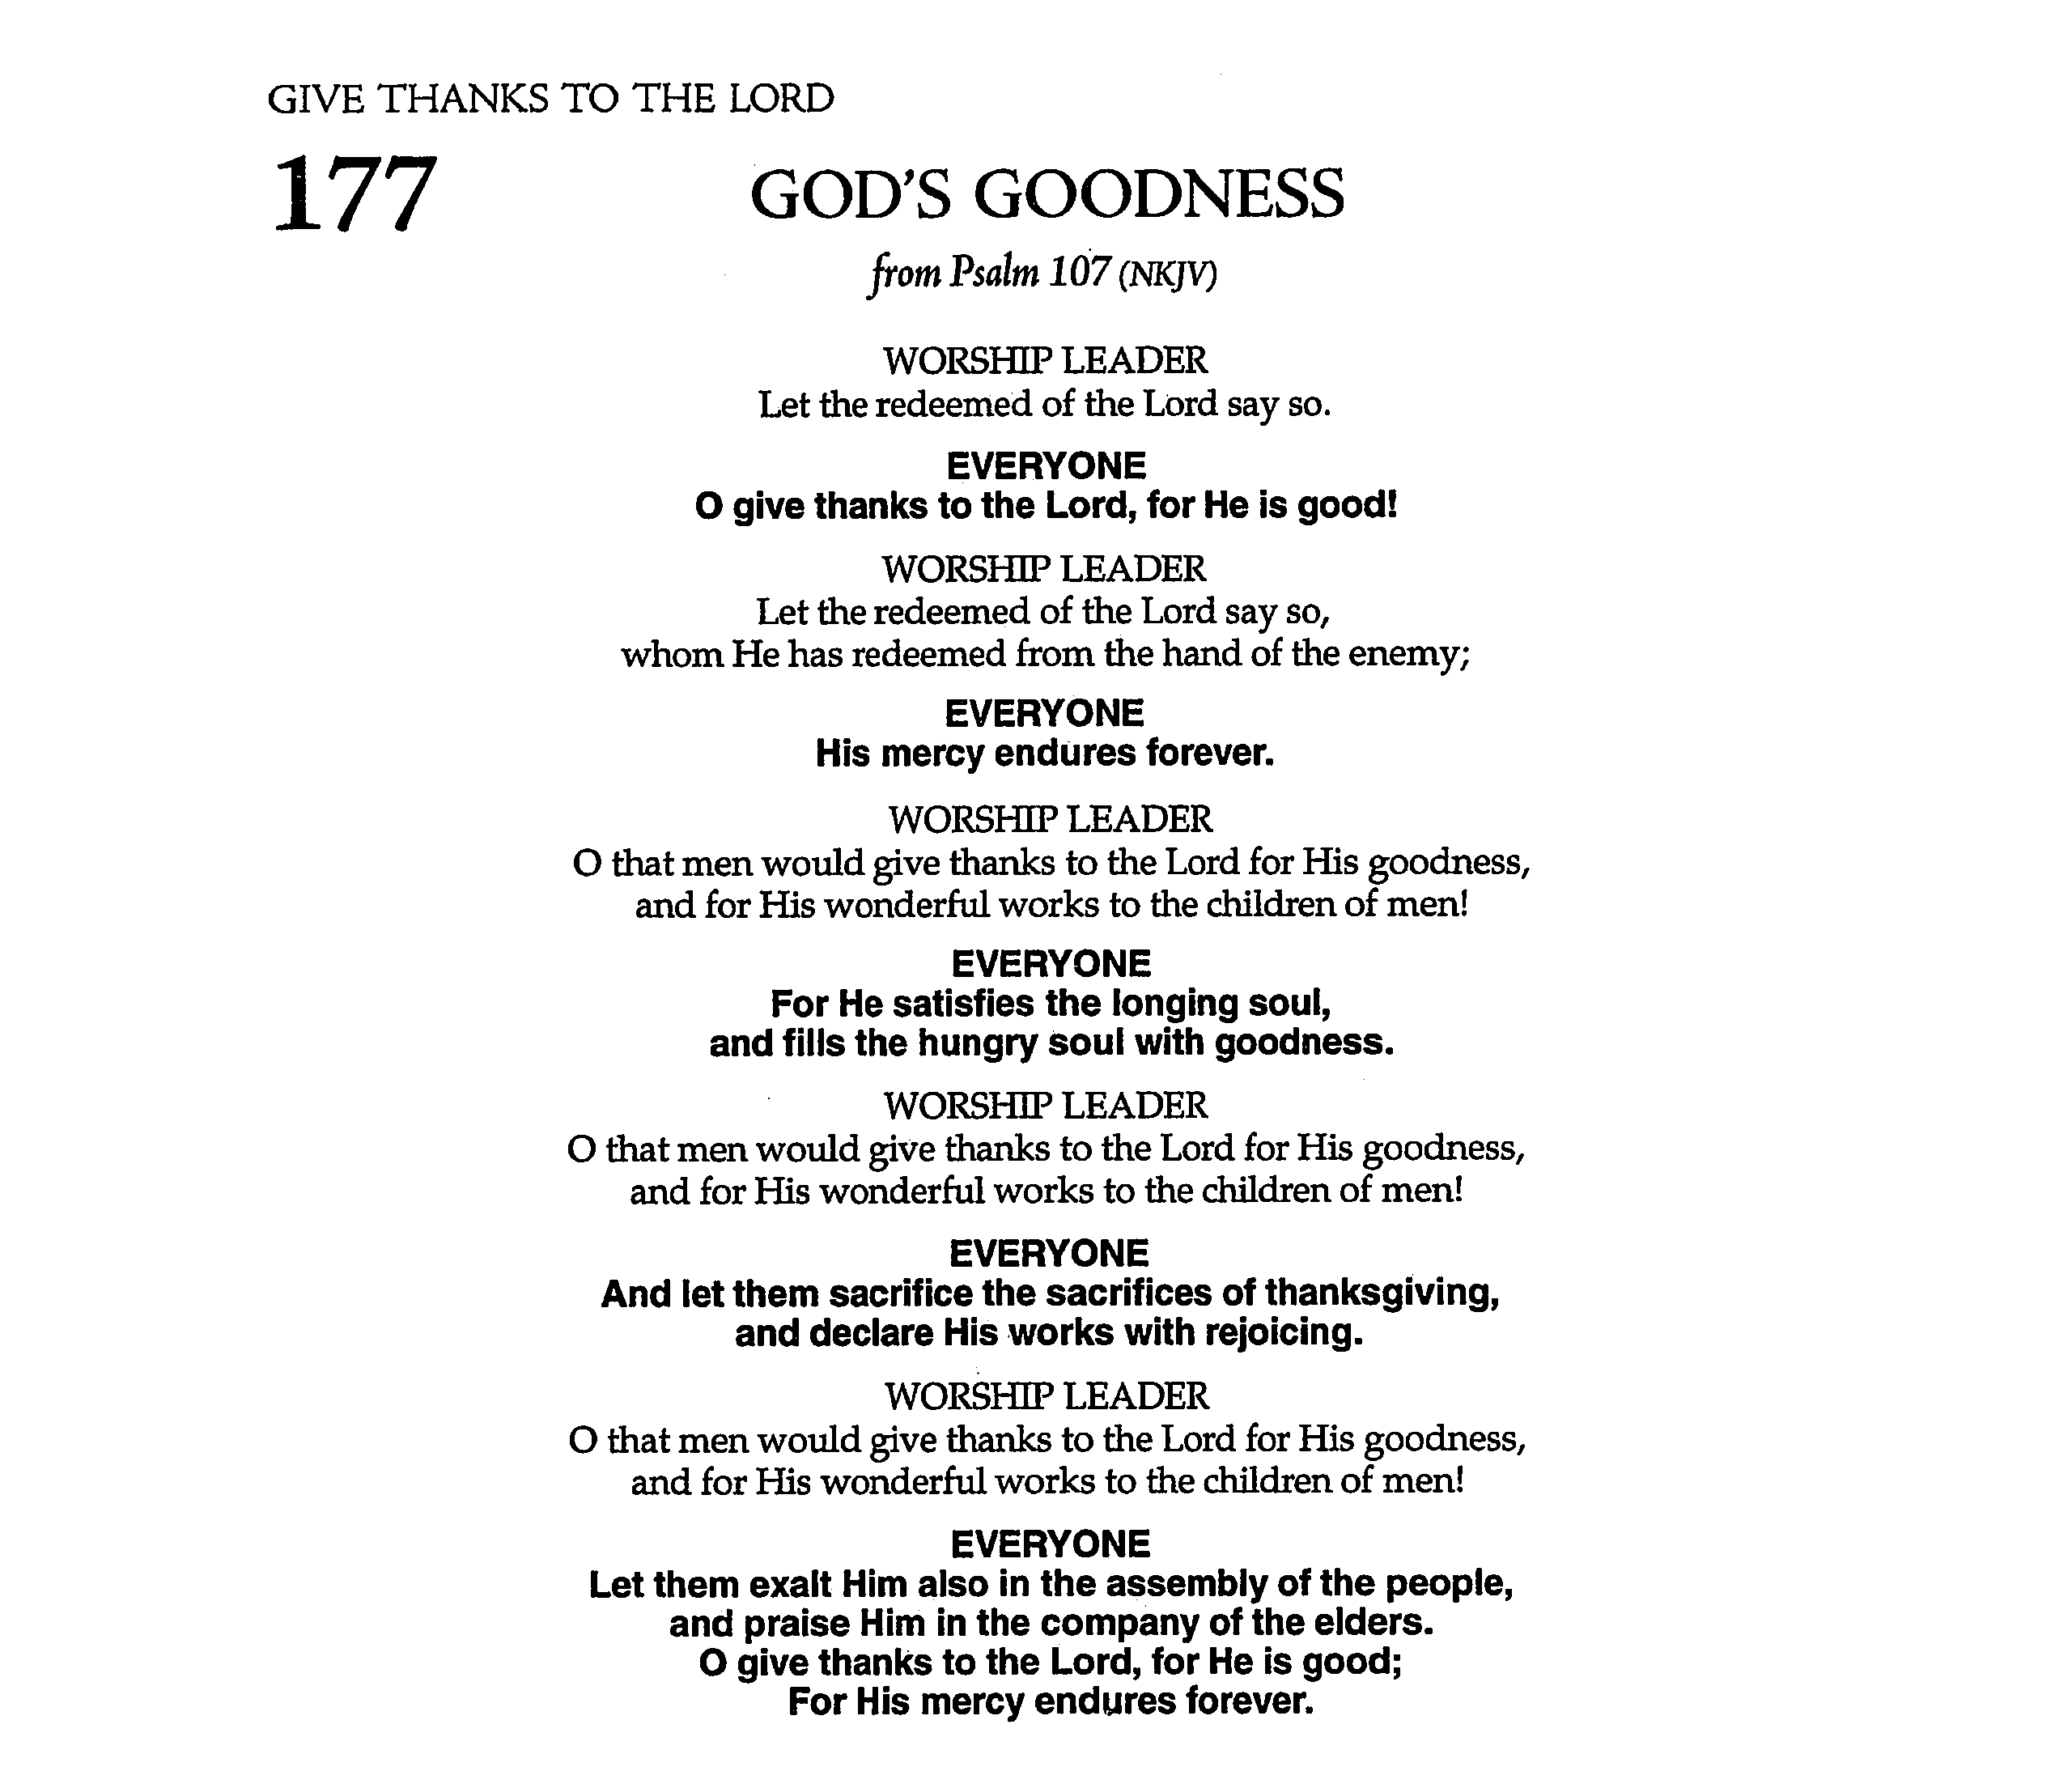 GIVE THANKS TO THE LORD
177
GOD'S GOODNESS
from Psalm 107 (NKJV)
WORSHIP LEADER
Let the redeemed of the Lord say so.
EVERYONE
O give thanks to the Lord, for He is good!
WORSHIP LEADER
Let the redeemed of the Lord say so,
whom He has redeemed from the hand of the enemy;
EVERYONE
His mercy endures forever.
WORSHIP LEADER
O that men would give thanks to the Lord for His goodness,
and for His wonderful works to the children of men!
EVERYONE
For He satisfies the longing soul,
and fills the hungry soul with goodness.
WORSHIP LEADER
O that men would give thanks to the Lord for His goodness,
and for His wonderful works to the children of men!
EVERYONE
And let them sacrifice the sacrifices of thanksgiving,
and declare His works with rejoicing.
WORSHIP LEADER
O that men would give thanks to the Lord for His goodness,
and for His wonderful works to the children of men!
EVERYONE
Let them exalt Him also in the assembly of the people,
and praise Him in the company of the elders.
O give thanks to the Lord, for He is good;
For His mercy endures forever.